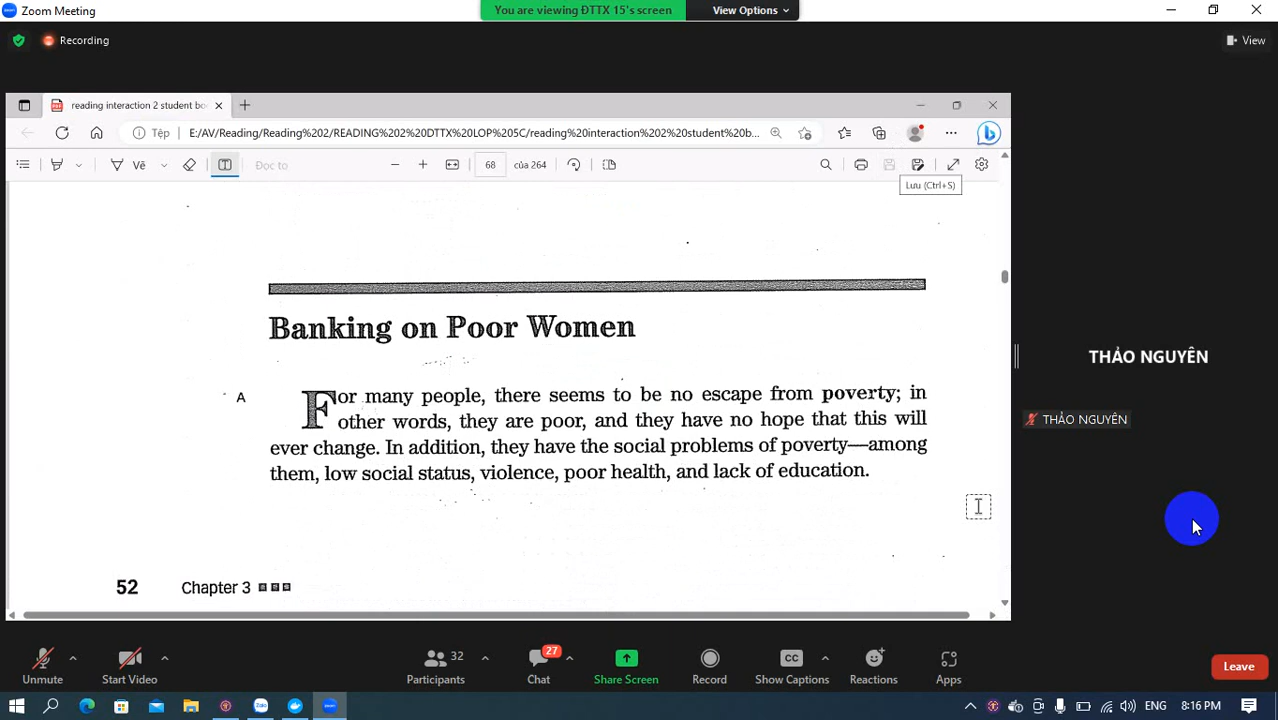 Zoom Meeting
You are viewing ĐTTX 15's screen
View Options
Recording
View
reading interaction 2 student bo
Tệp
E:/AV/Reading/Reading%202/READING%202%20DTTX%20LOP%205C/reading%20interaction%202%20student%20b...
Vẽ
Đọc to
68
của 264
Lưu (Ctrl+S)
Banking on Poor Women
A
For many people, there seems to be no escape from poverty; in
other words, they are poor, and they have no hope that this will
ever change. In addition, they have the social problems of poverty—among
them, low social status, violence, poor health, and lack of education.
52 Chapter 3
THẢO NGUYÊN
THẢO NGUYÊN
Unmute
Start Video
32
Participants
27
Chat
Share Screen
Record
CC
Show Captions
Reactions
Apps
Leave
ENG
8:16 PM